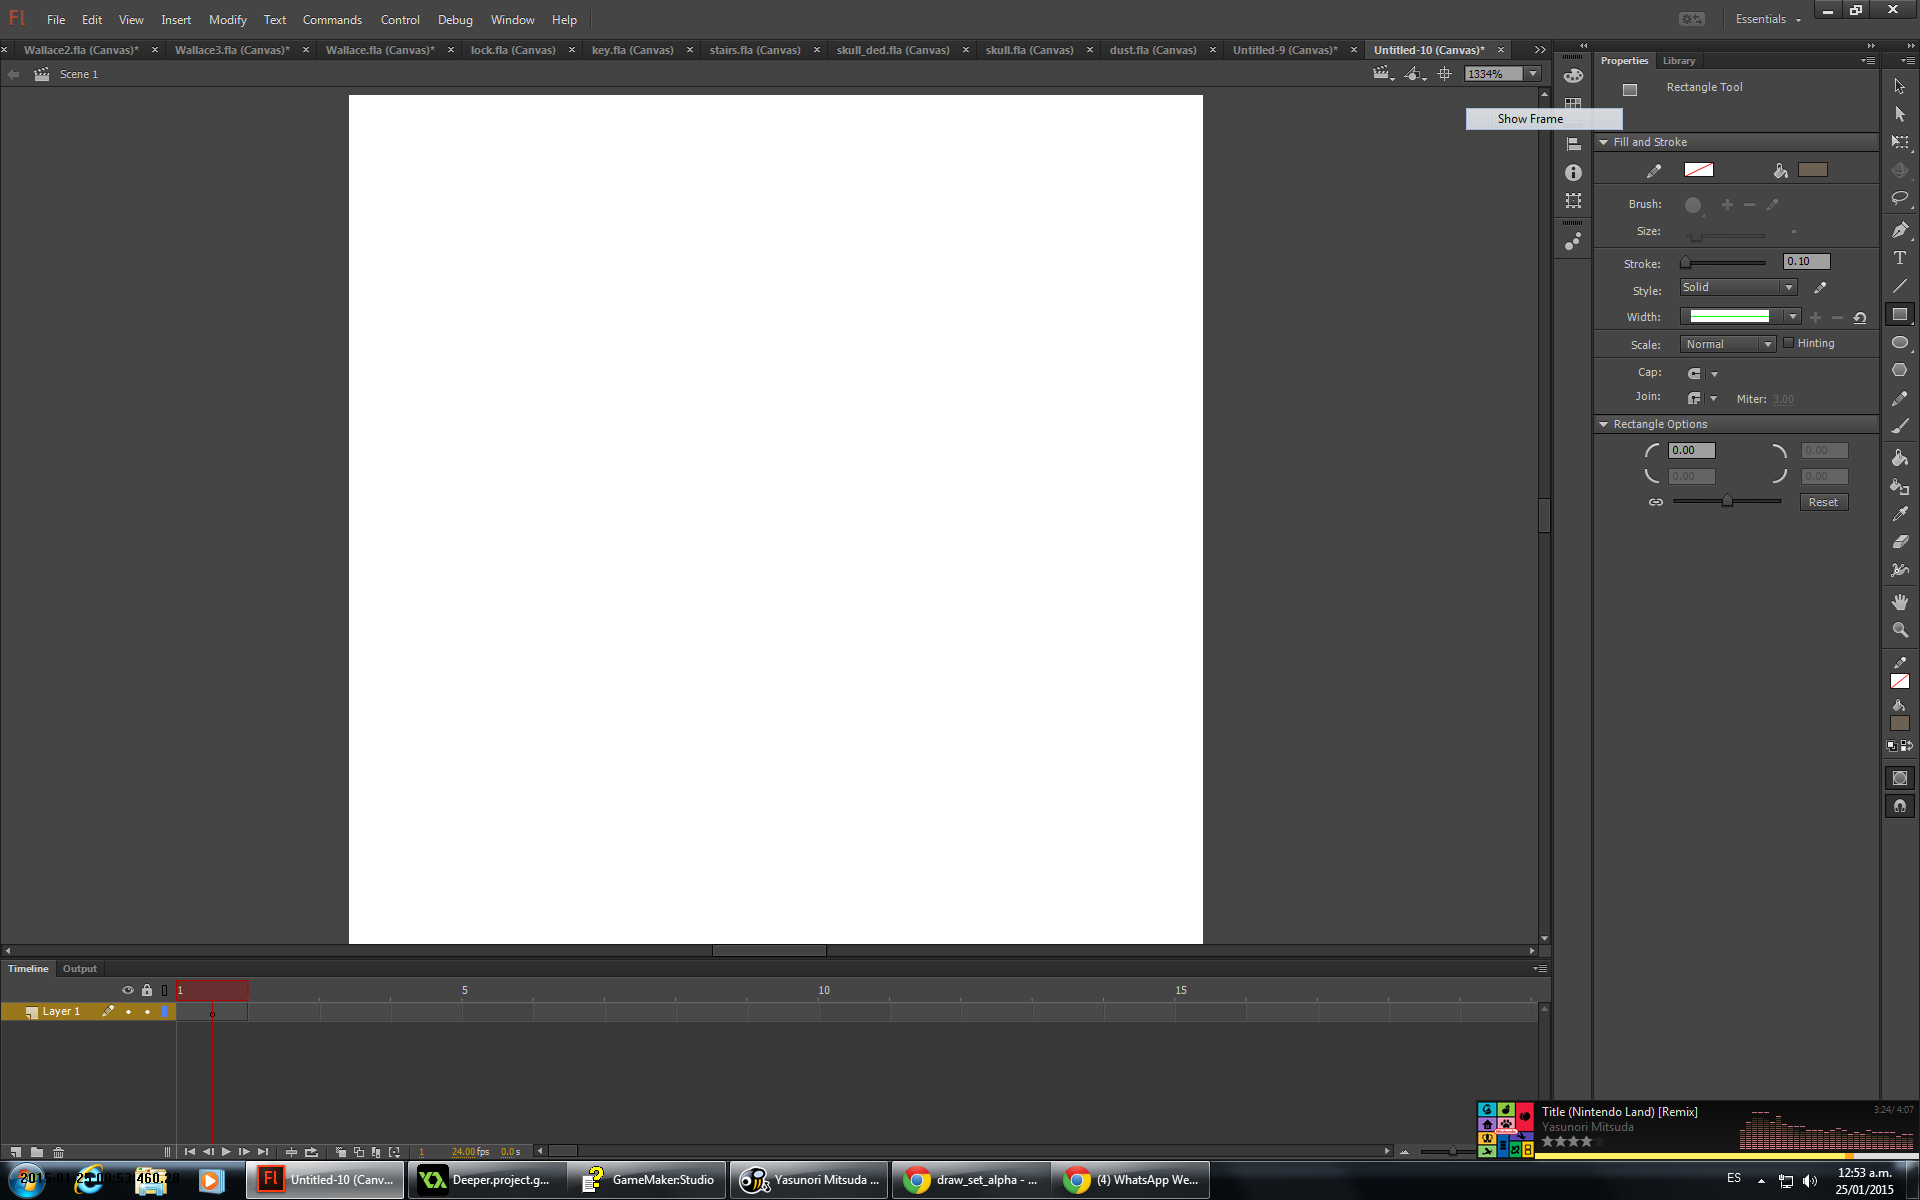 Fl File Edit View Insert Modify Text Commands Control Debug Window Help Essentials
Wallace2.fla (Canvas)* Wallace3.fla (Canvas)* Wallace.fla (Canvas)* lock.fla (Canvas) key.fla (Canvas) stairs.fla (Canvas) skull_ded.fla (Canvas) skull.fla (Canvas) dust.fla (Canvas) Untitled-9 (Canvas)* Untitled-10 (Canvas)*
Scene 1 1334%
Properties Library
Rectangle Tool
Show Frame
Fill and Stroke
Brush:
Size:
Stroke: 0.10
Style: Solid
Width:
Scale: Normal Hinting
Cap:
Join: Miter: 3.00
Rectangle Options
0.00 0.00
0.00 0.00
Reset
T
Timeline Output
1 5 10 15
Layer 1
1 24.00 fps 0.0 s
Title (Nintendo Land) [Remix] 3:24/ 4:07
Yasunori Mitsuda
2015-01-25 00:53:460.28
Fl Untitled-10 (Canv... Deeper.project.g... GameMaker:Studio Yasunori Mitsuda ... draw_set_alpha - ... (4) WhatsApp We...
ES 12:53 a.m.
25/01/2015